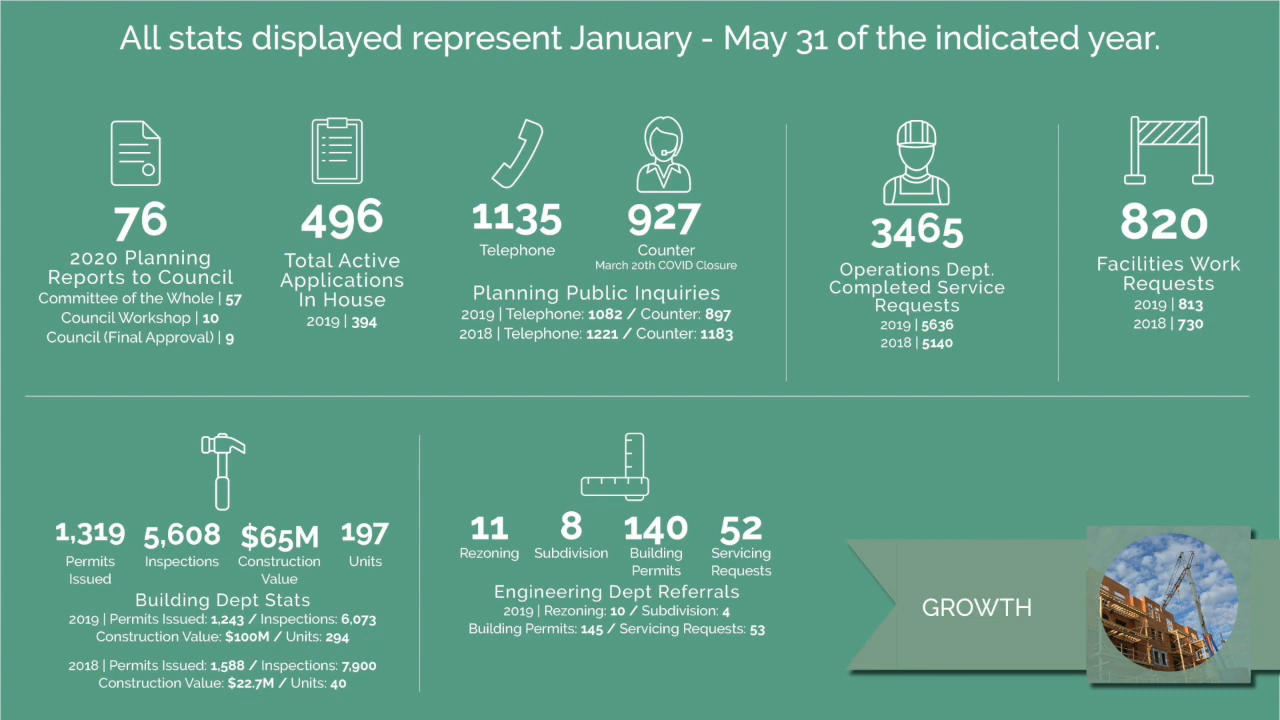 All stats displayed represent January - May 31 of the indicated year.
76
2020 Planning
Reports to Council
Committee of the Whole | 57
Council Workshop | 10
Council (Final Approval) | 9
496
Total Active
Applications
In House
2019 | 394
1135
Telephone
927
Counter
March 20th COVID Closure
Planning Public Inquiries
2019 | Telephone: 1082 / Counter: 897
2018 | Telephone: 1221 / Counter: 1183
3465
Operations Dept.
Completed Service
Requests
2019 | 5636
2018 | 5140
820
Facilities Work
Requests
2019 | 813
2018 | 730
1,319
Permits
Issued
5,608
Inspections
$65M
Construction
Value
197
Units
Building Dept Stats
2019 | Permits Issued: 1,243 / Inspections: 6,073
Construction Value: $100M / Units: 294
2018 | Permits Issued: 1,588 / Inspections: 7,900
Construction Value: $22.7M / Units: 40
11
Rezoning
8
Subdivision
140
Building
Permits
52
Servicing
Requests
Engineering Dept Referrals
2019 | Rezoning: 10 / Subdivision: 4
Building Permits: 145 / Servicing Requests: 53
GROWTH